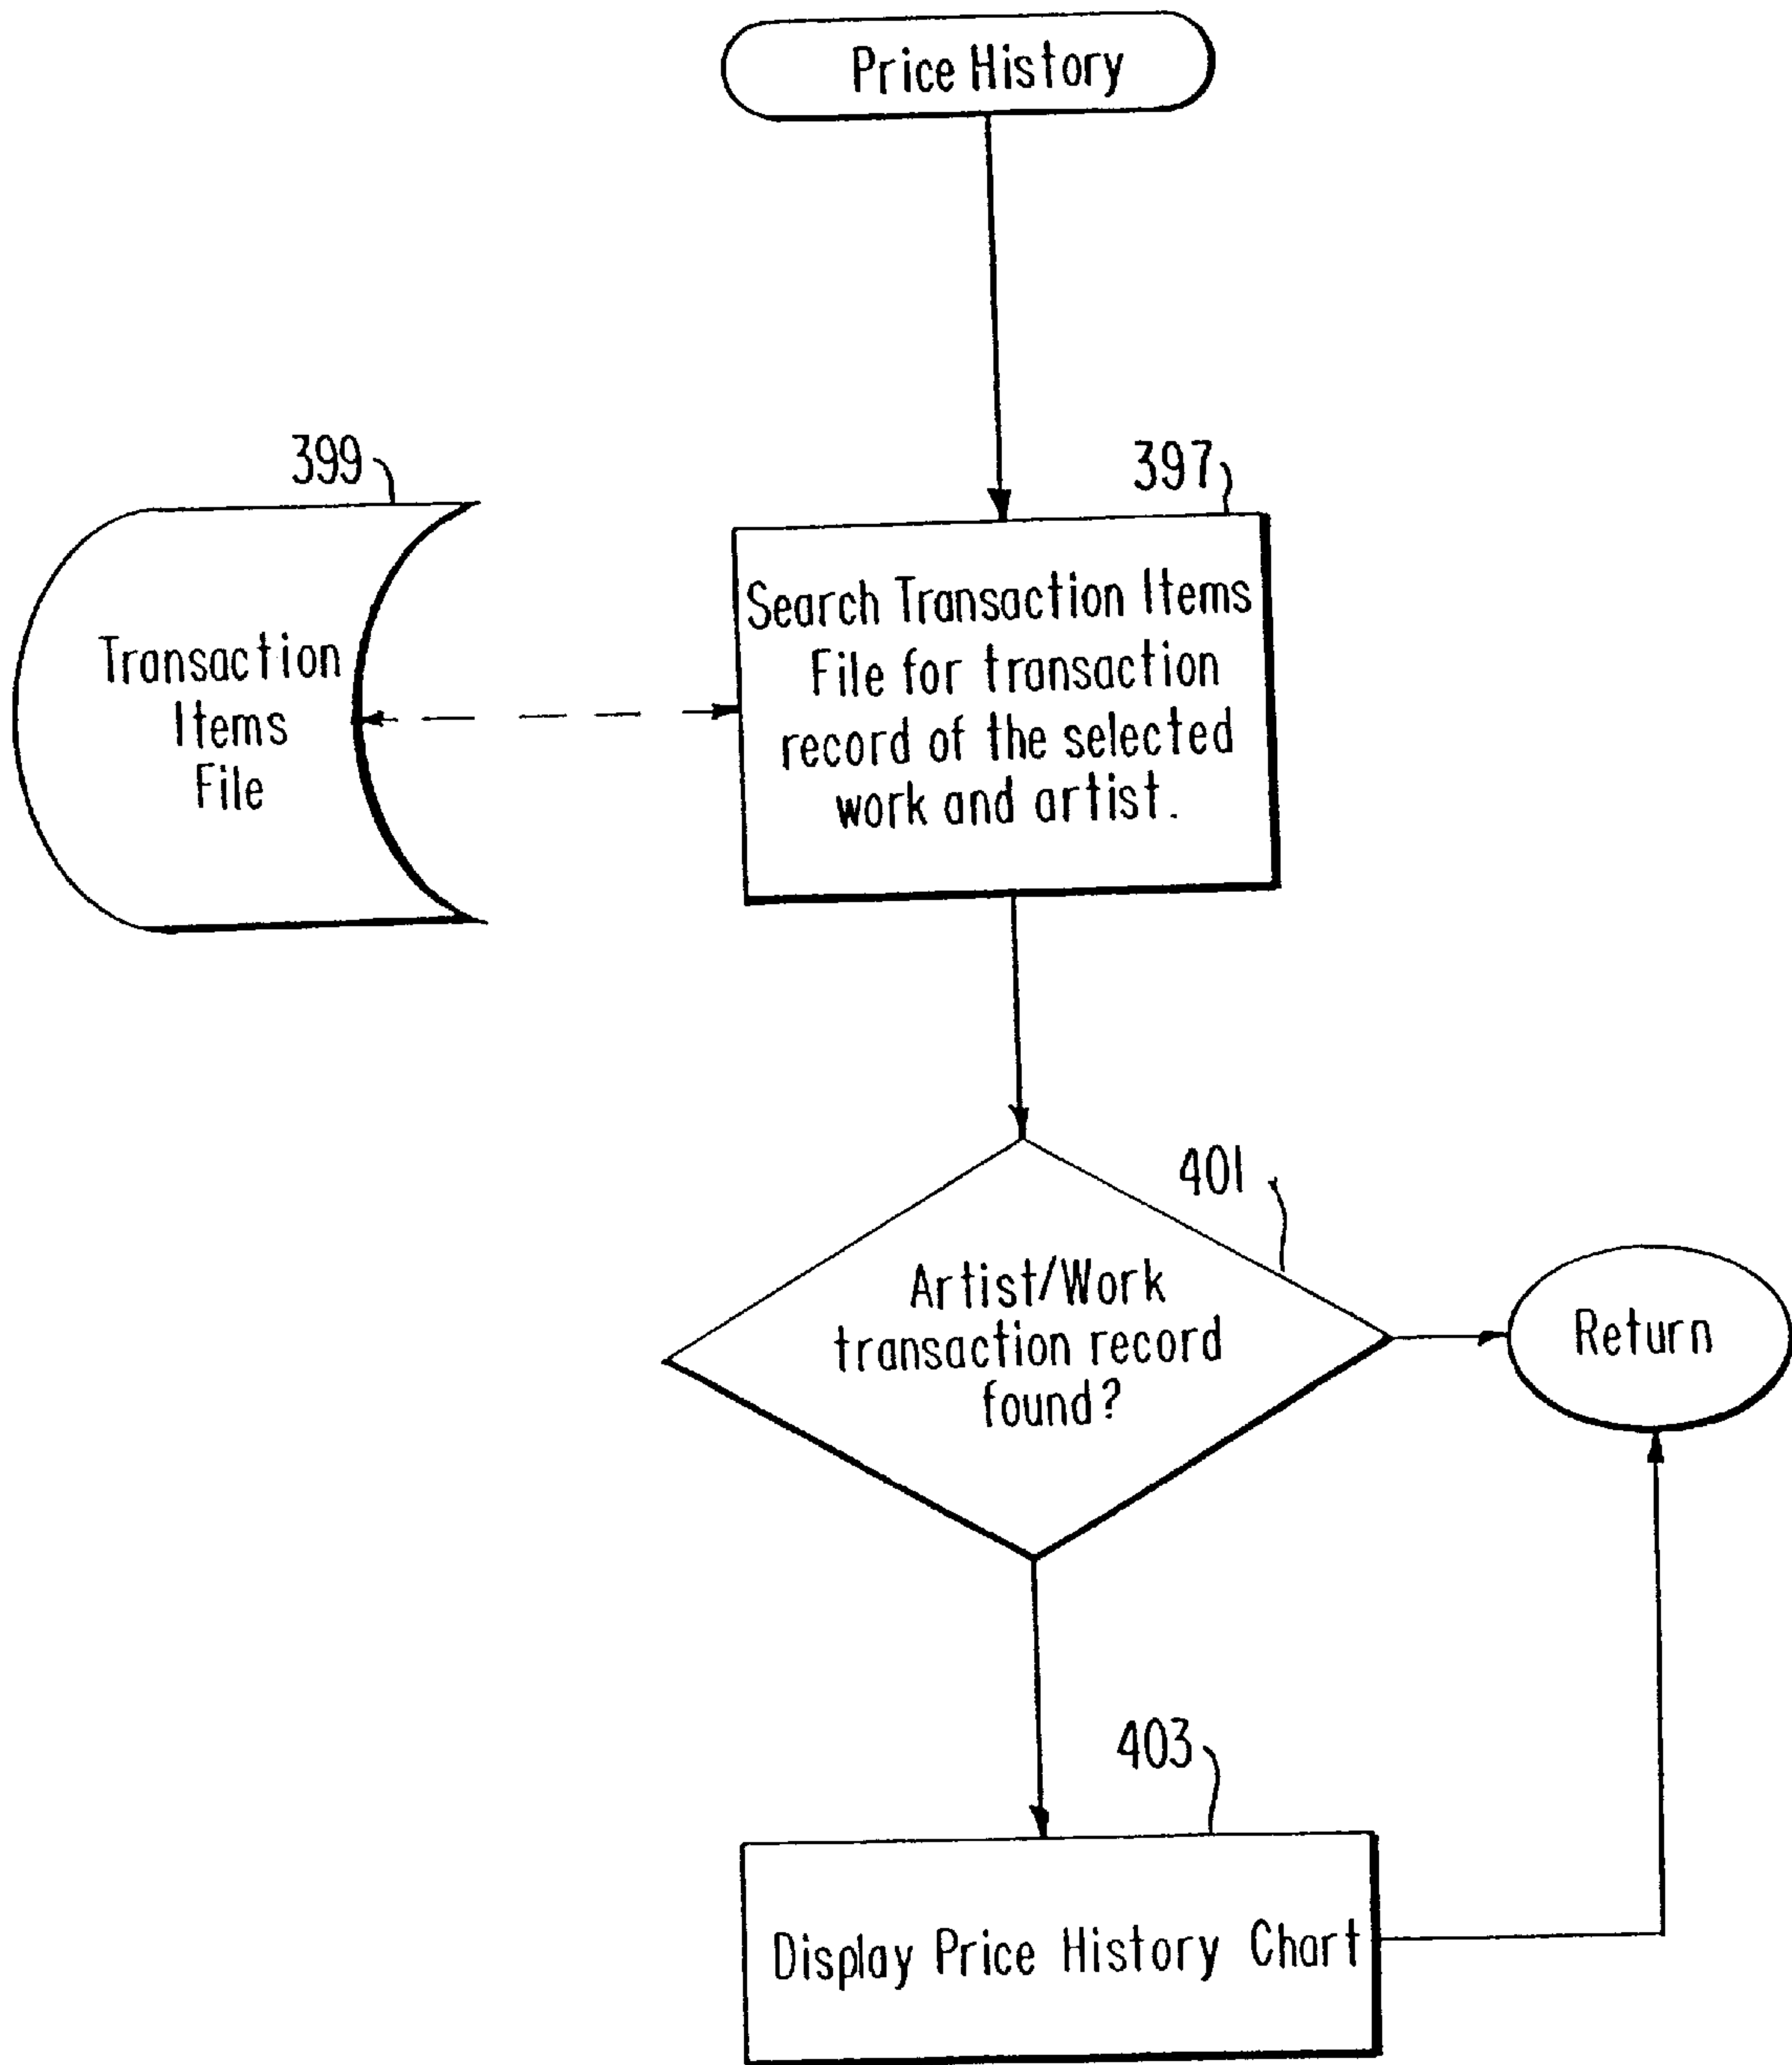 Price History
399
397
Transaction
Items
File
Search Transaction Items
File for transaction
record of the selected
work and artist.
401
Artist/Work
transaction record
found?
Return
403
Display Price History Chart